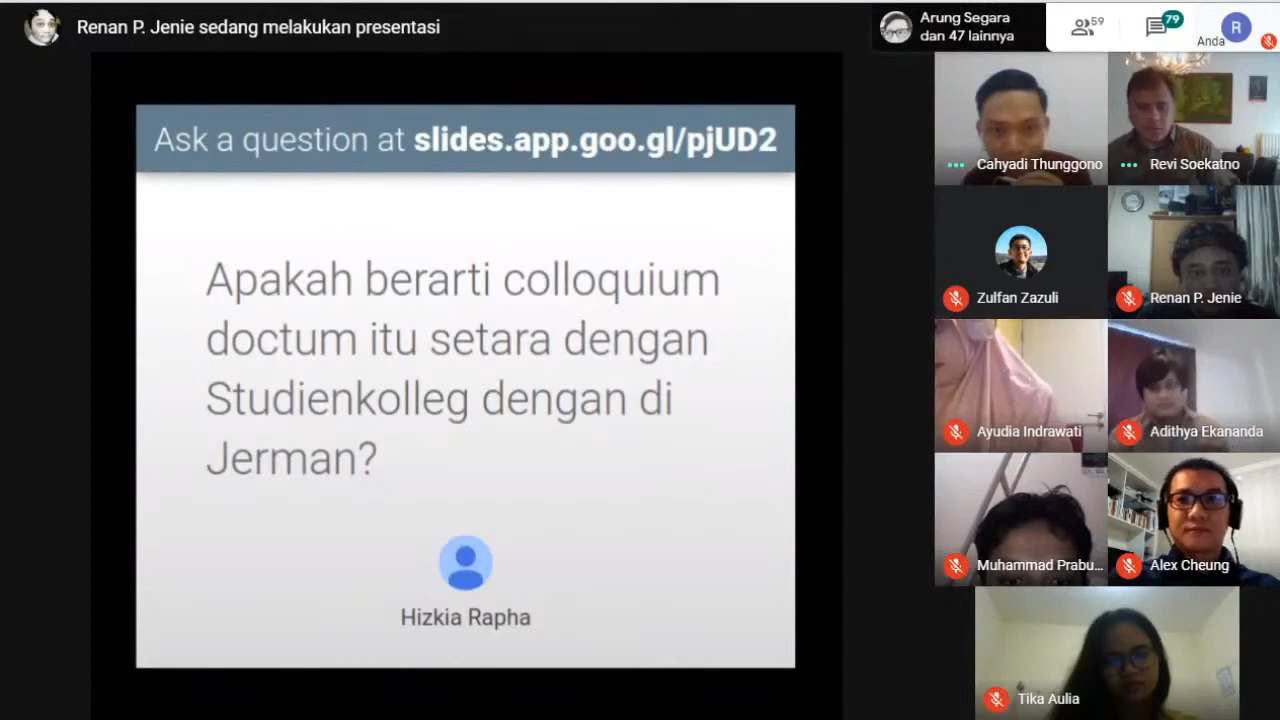 Renan P. Jenie sedang melakukan presentasi
Arung Segara
dan 47 lainnya
59
79
R
Anda
Ask a question at slides.app.goo.gl/pjUD2
Apakah berarti colloquium
doctum itu setara dengan
Studienkolleg dengan di
Jerman?
Hizkia Rapha
Cahyadi Thunggono
Revi Soekatno
Zulfan Zazuli
Renan P. Jenie
Ayudia Indrawati
Adithya Ekananda
Muhammad Prabu...
Alex Cheung
Tika Aulia